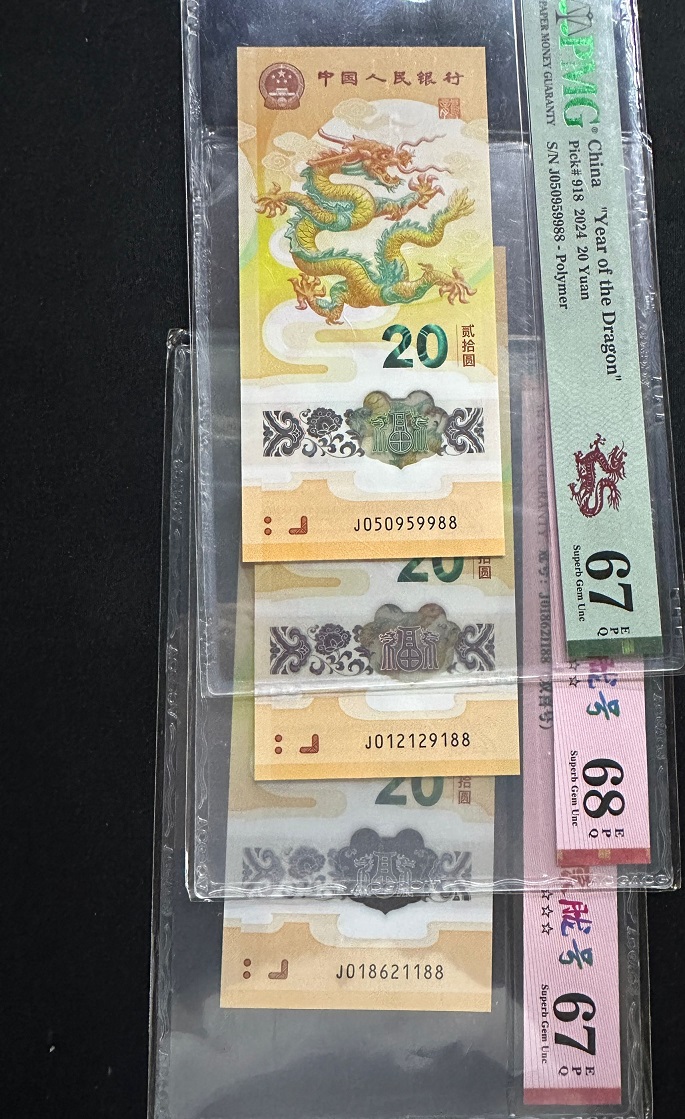 中国人民银行
20
贰拾圆
J050959988
PMG
PAPER MONEY GUARANTY
China "Year of the Dragon"
Pick# 918 2024 20 Yuan
S/N J050959988 - Polymer
67
EPQ
Superb Gem Unc
20
拾圆
J012129188
号
☆
68
EPQ
Superb Gem Unc
20
拾圆
J018621188
号
☆☆☆
67
EPQ
Superb Gem Unc